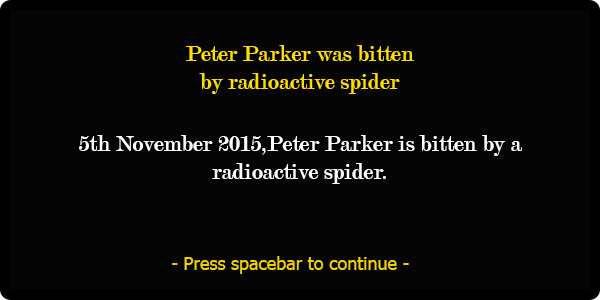 Peter Parker was bitten
by radioactive spider
5th November 2015,Peter Parker is bitten by a
radioactive spider.
- Press spacebar to continue -